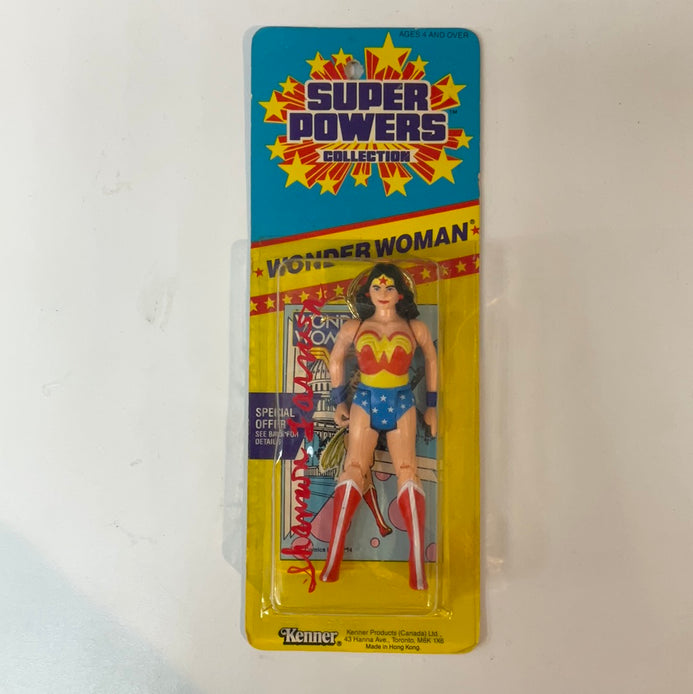 AGES 4 AND OVER
SUPER
POWERS™
COLLECTION
WONDER WOMAN®
SPECIAL
OFFER
SEE BACK FOR
DETAILS
Kenner®
Kenner Products (Canada) Ltd.,
43 Hanna Ave., Toronto, M6K 1X6
Made in Hong Kong